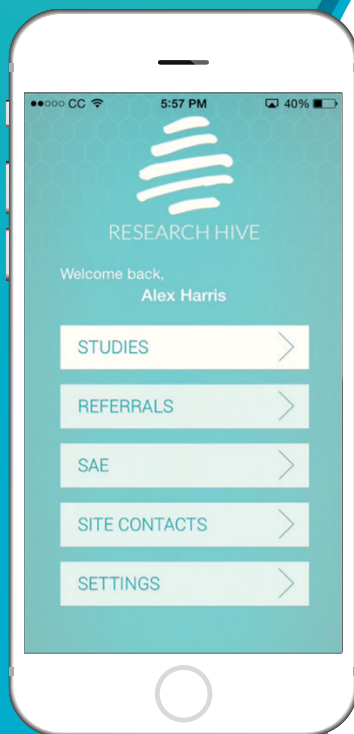 CC 5:57 PM 40%
RESEARCH HIVE
Welcome back,
Alex Harris
STUDIES
REFERRALS
SAE
SITE CONTACTS
SETTINGS